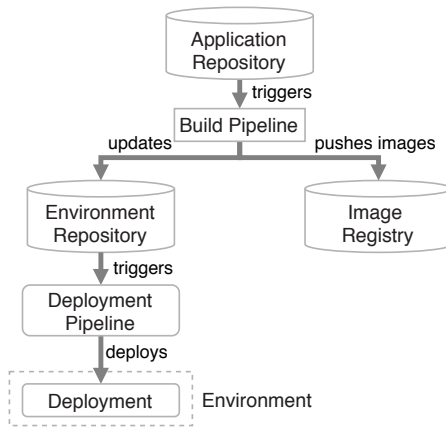 Application
Repository
triggers
Build Pipeline
updates
pushes images
Environment
Repository
Image
Registry
triggers
Deployment
Pipeline
deploys
Deployment
Environment